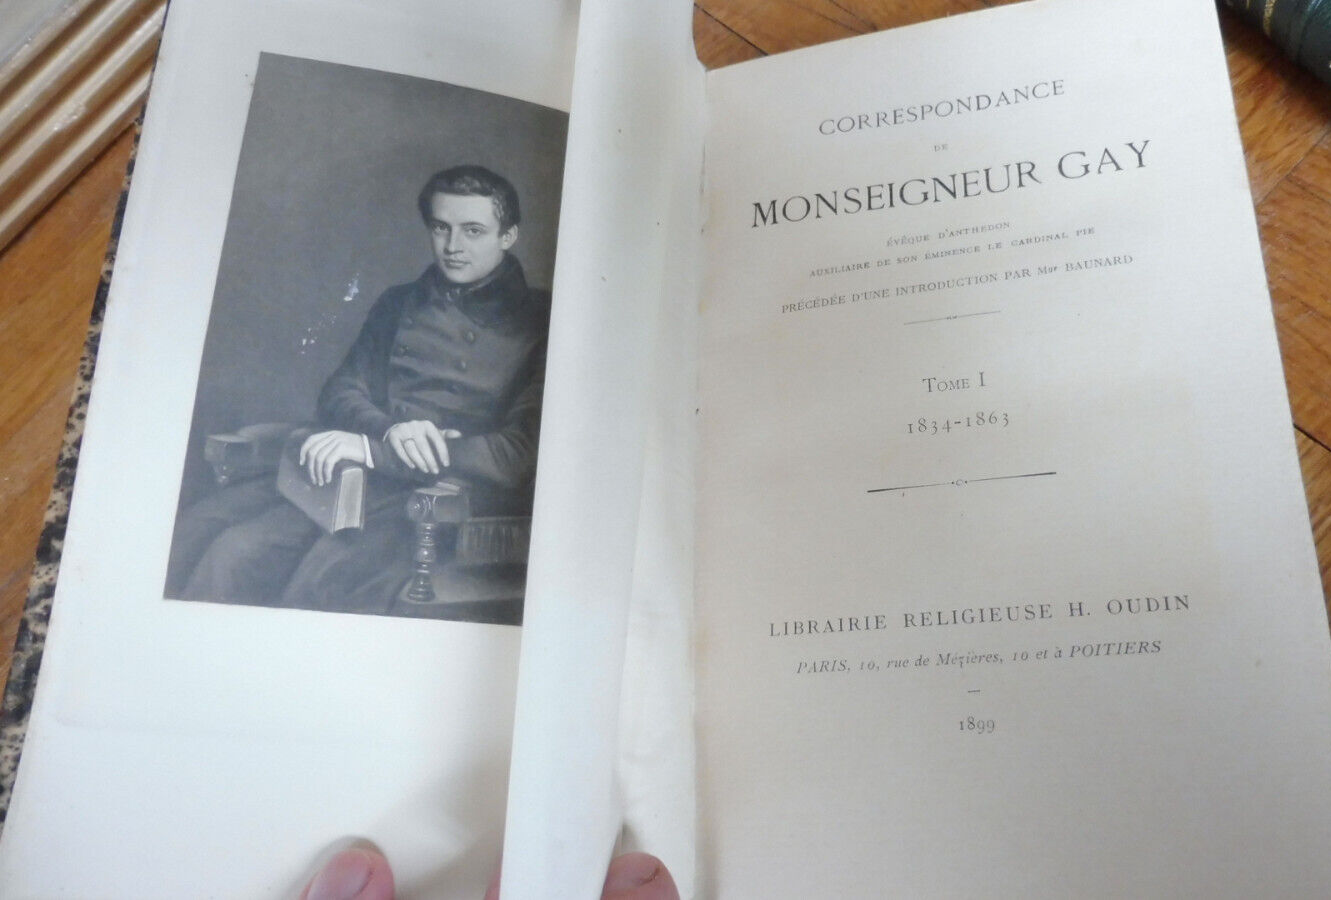 CORRESPONDANCE
DE
MONSEIGNEUR GAY
ÉVÊQUE D'ANTHEDON
AUXILIAIRE DE SON ÉMINENCE LE CARDINAL PIE
PRÉCÉDÉE D'UNE INTRODUCTION PAR Mgr BAUNARD
TOME I
1834-1863
LIBRAIRIE RELIGIEUSE H. OUDIN
PARIS, 10, rue de Mézières, 10 et à POITIERS
1899